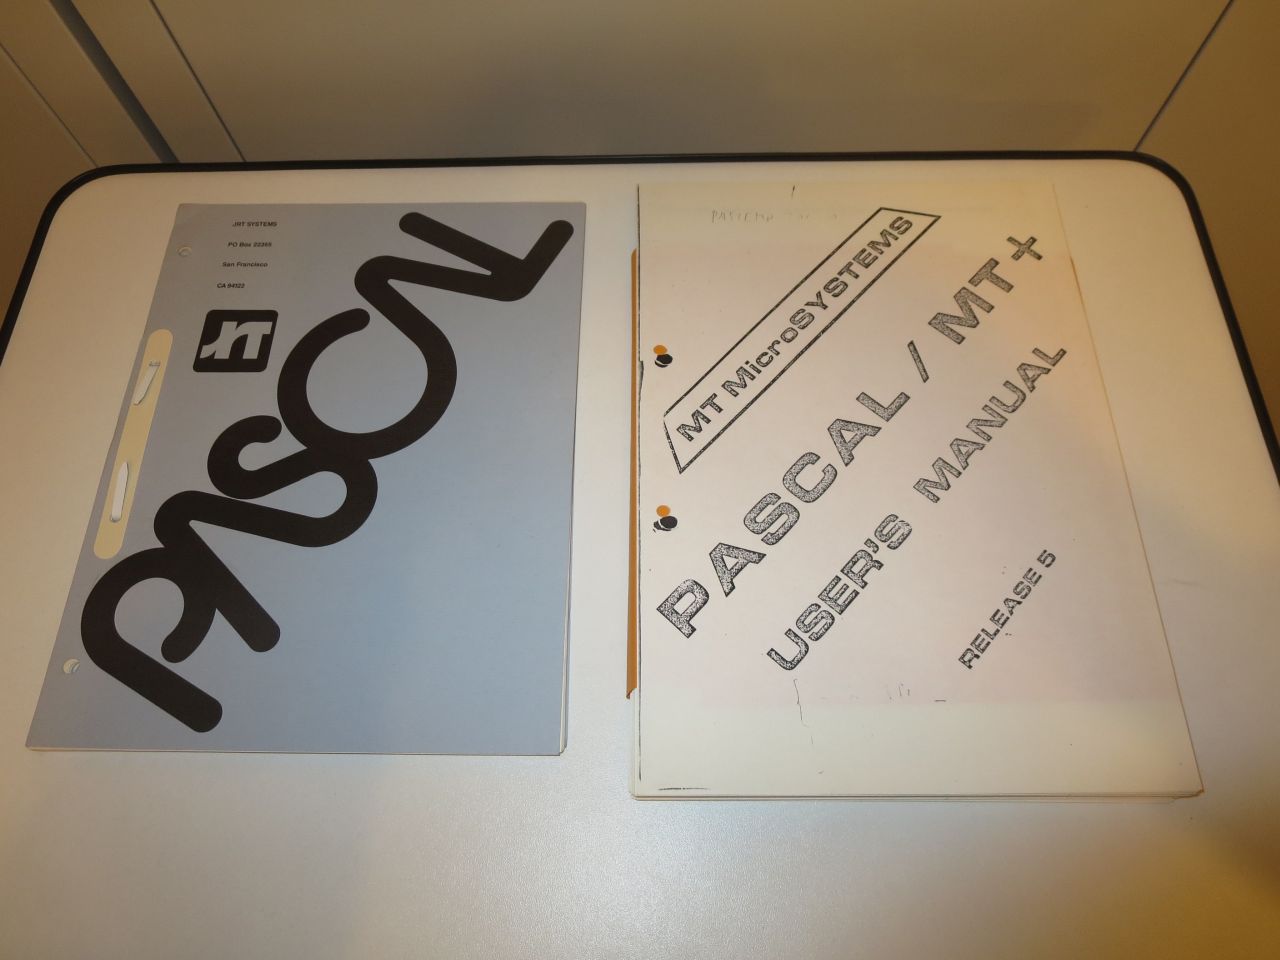 JRT SYSTEMS
PO Box 22365
San Francisco
CA 94122
JRT
PASCAL
MT MicroSYSTEMS
PASCAL / MT+
USER'S MANUAL
RELEASE 5